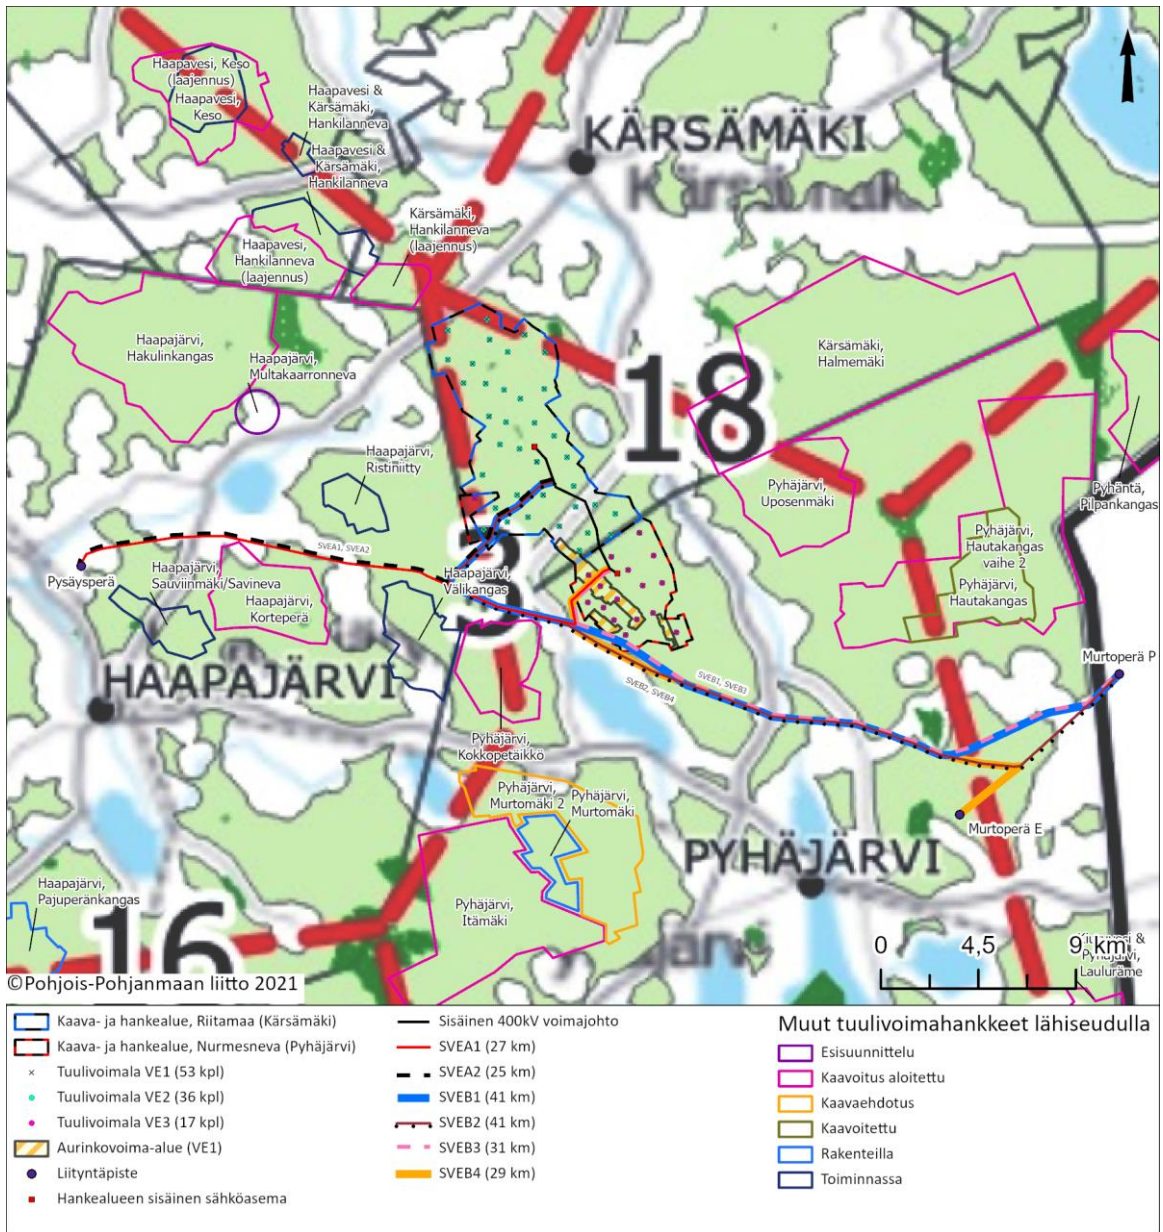 Haapavesi, Keso
(laajennus)
Haapavesi,
Keso
Haapavesi &
Kärsämäki,
Hankilanneva
Haapavesi &
Kärsämäki,
Hankilanneva
KÄRSÄMÄKI
Kärsämäki,
Hankilanneva
(laajennus)
Haapavesi,
Hankilanneva
(laajennus)
Haapajärvi,
Hakulinkangas
Haapajärvi,
Multakaarronneva
Kärsämäki,
Halmemäki
18
Haapajärvi,
Ristiniitty
Pyhäjärvi,
Uposenmäki
Pyhäntä,
Pilpankangas
Pyhäjärvi,
Hautakangas
vaihe 2
Pyhäjärvi,
Hautakangas
SVEA1, SVEA2
Pysäysperä
Haapajärvi,
Sauviinmäki/Savineva
Haapajärvi,
Korteperä
3
Haapajärvi,
Välikangas
HAAPAJÄRVI
SVEB1, SVEB3
SVEB2, SVEB4
Murtoperä P
Pyhäjärvi,
Kokkopetäikkö
Pyhäjärvi,
Murtomäki 2
Pyhäjärvi,
Murtomäki
Murtoperä E
PYHÄJÄRVI
Haapajärvi,
Pajuperänkangas
Pyhäjärvi,
Itämäki
16
0 4,5 9 km
&
Pyhäjärvi,
Lauluräme
©Pohjois-Pohjanmaan liitto 2021
Kaava- ja hankealue, Riitamaa (Kärsämäki)
Kaava- ja hankealue, Nurmesneva (Pyhäjärvi)
Tuulivoimala VE1 (53 kpl)
Tuulivoimala VE2 (36 kpl)
Tuulivoimala VE3 (17 kpl)
Aurinkovoima-alue (VE1)
Liityntäpiste
Hankealueen sisäinen sähköasema
Sisäinen 400kV voimajohto
SVEA1 (27 km)
SVEA2 (25 km)
SVEB1 (41 km)
SVEB2 (41 km)
SVEB3 (31 km)
SVEB4 (29 km)
Muut tuulivoimahankkeet lähiseudulla
Esisuunnittelu
Kaavoitus aloitettu
Kaavaehdotus
Kaavoitettu
Rakenteilla
Toiminnassa